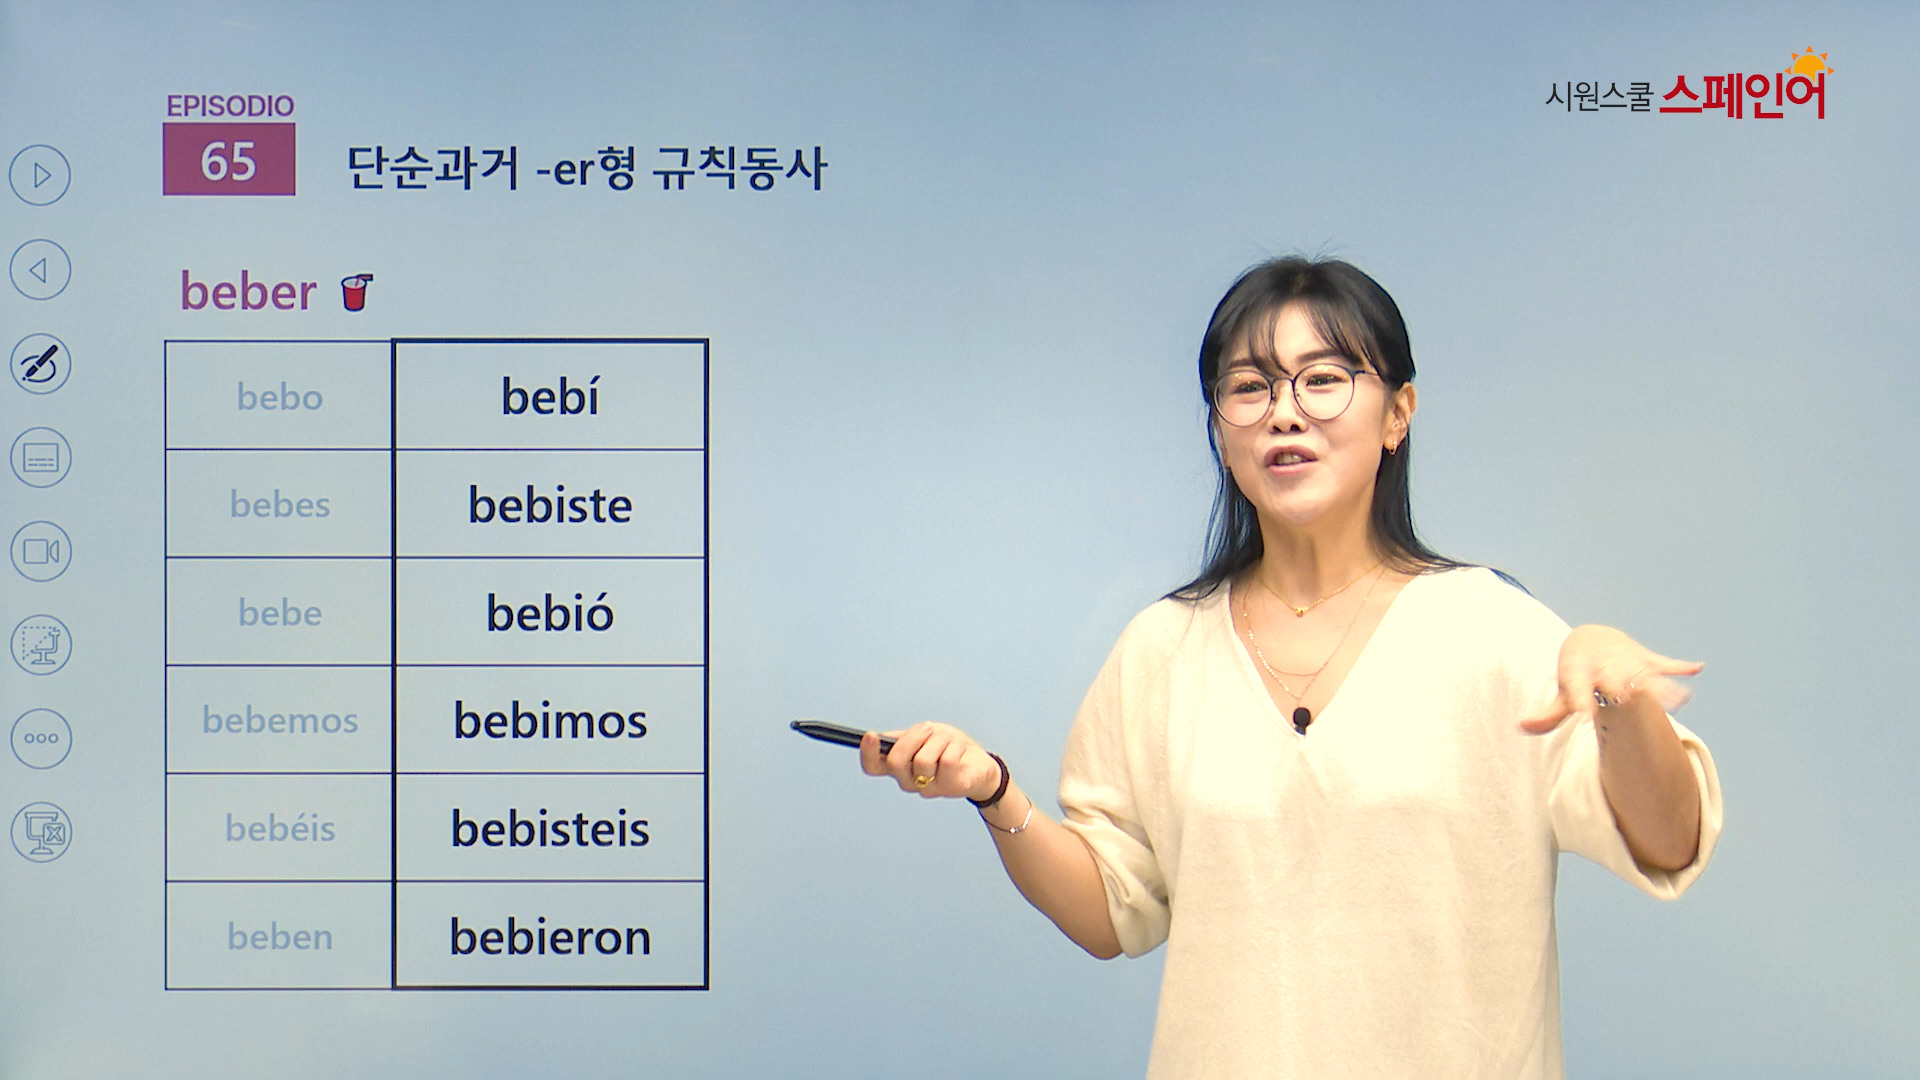 EPISODIO
65
단순과거 -er형 규칙동사
시원스쿨 스페인어
beber
bebo bebí
bebes bebiste
bebe bebió
bebemos bebimos
bebéis bebisteis
beben bebieron